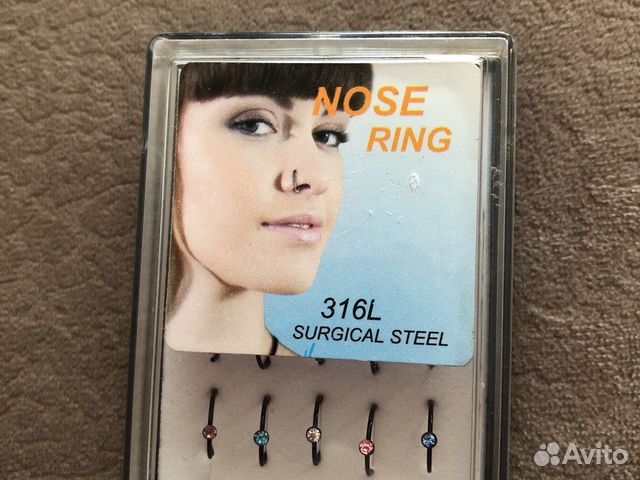 NOSE
RING
316L
SURGICAL STEEL
Avito